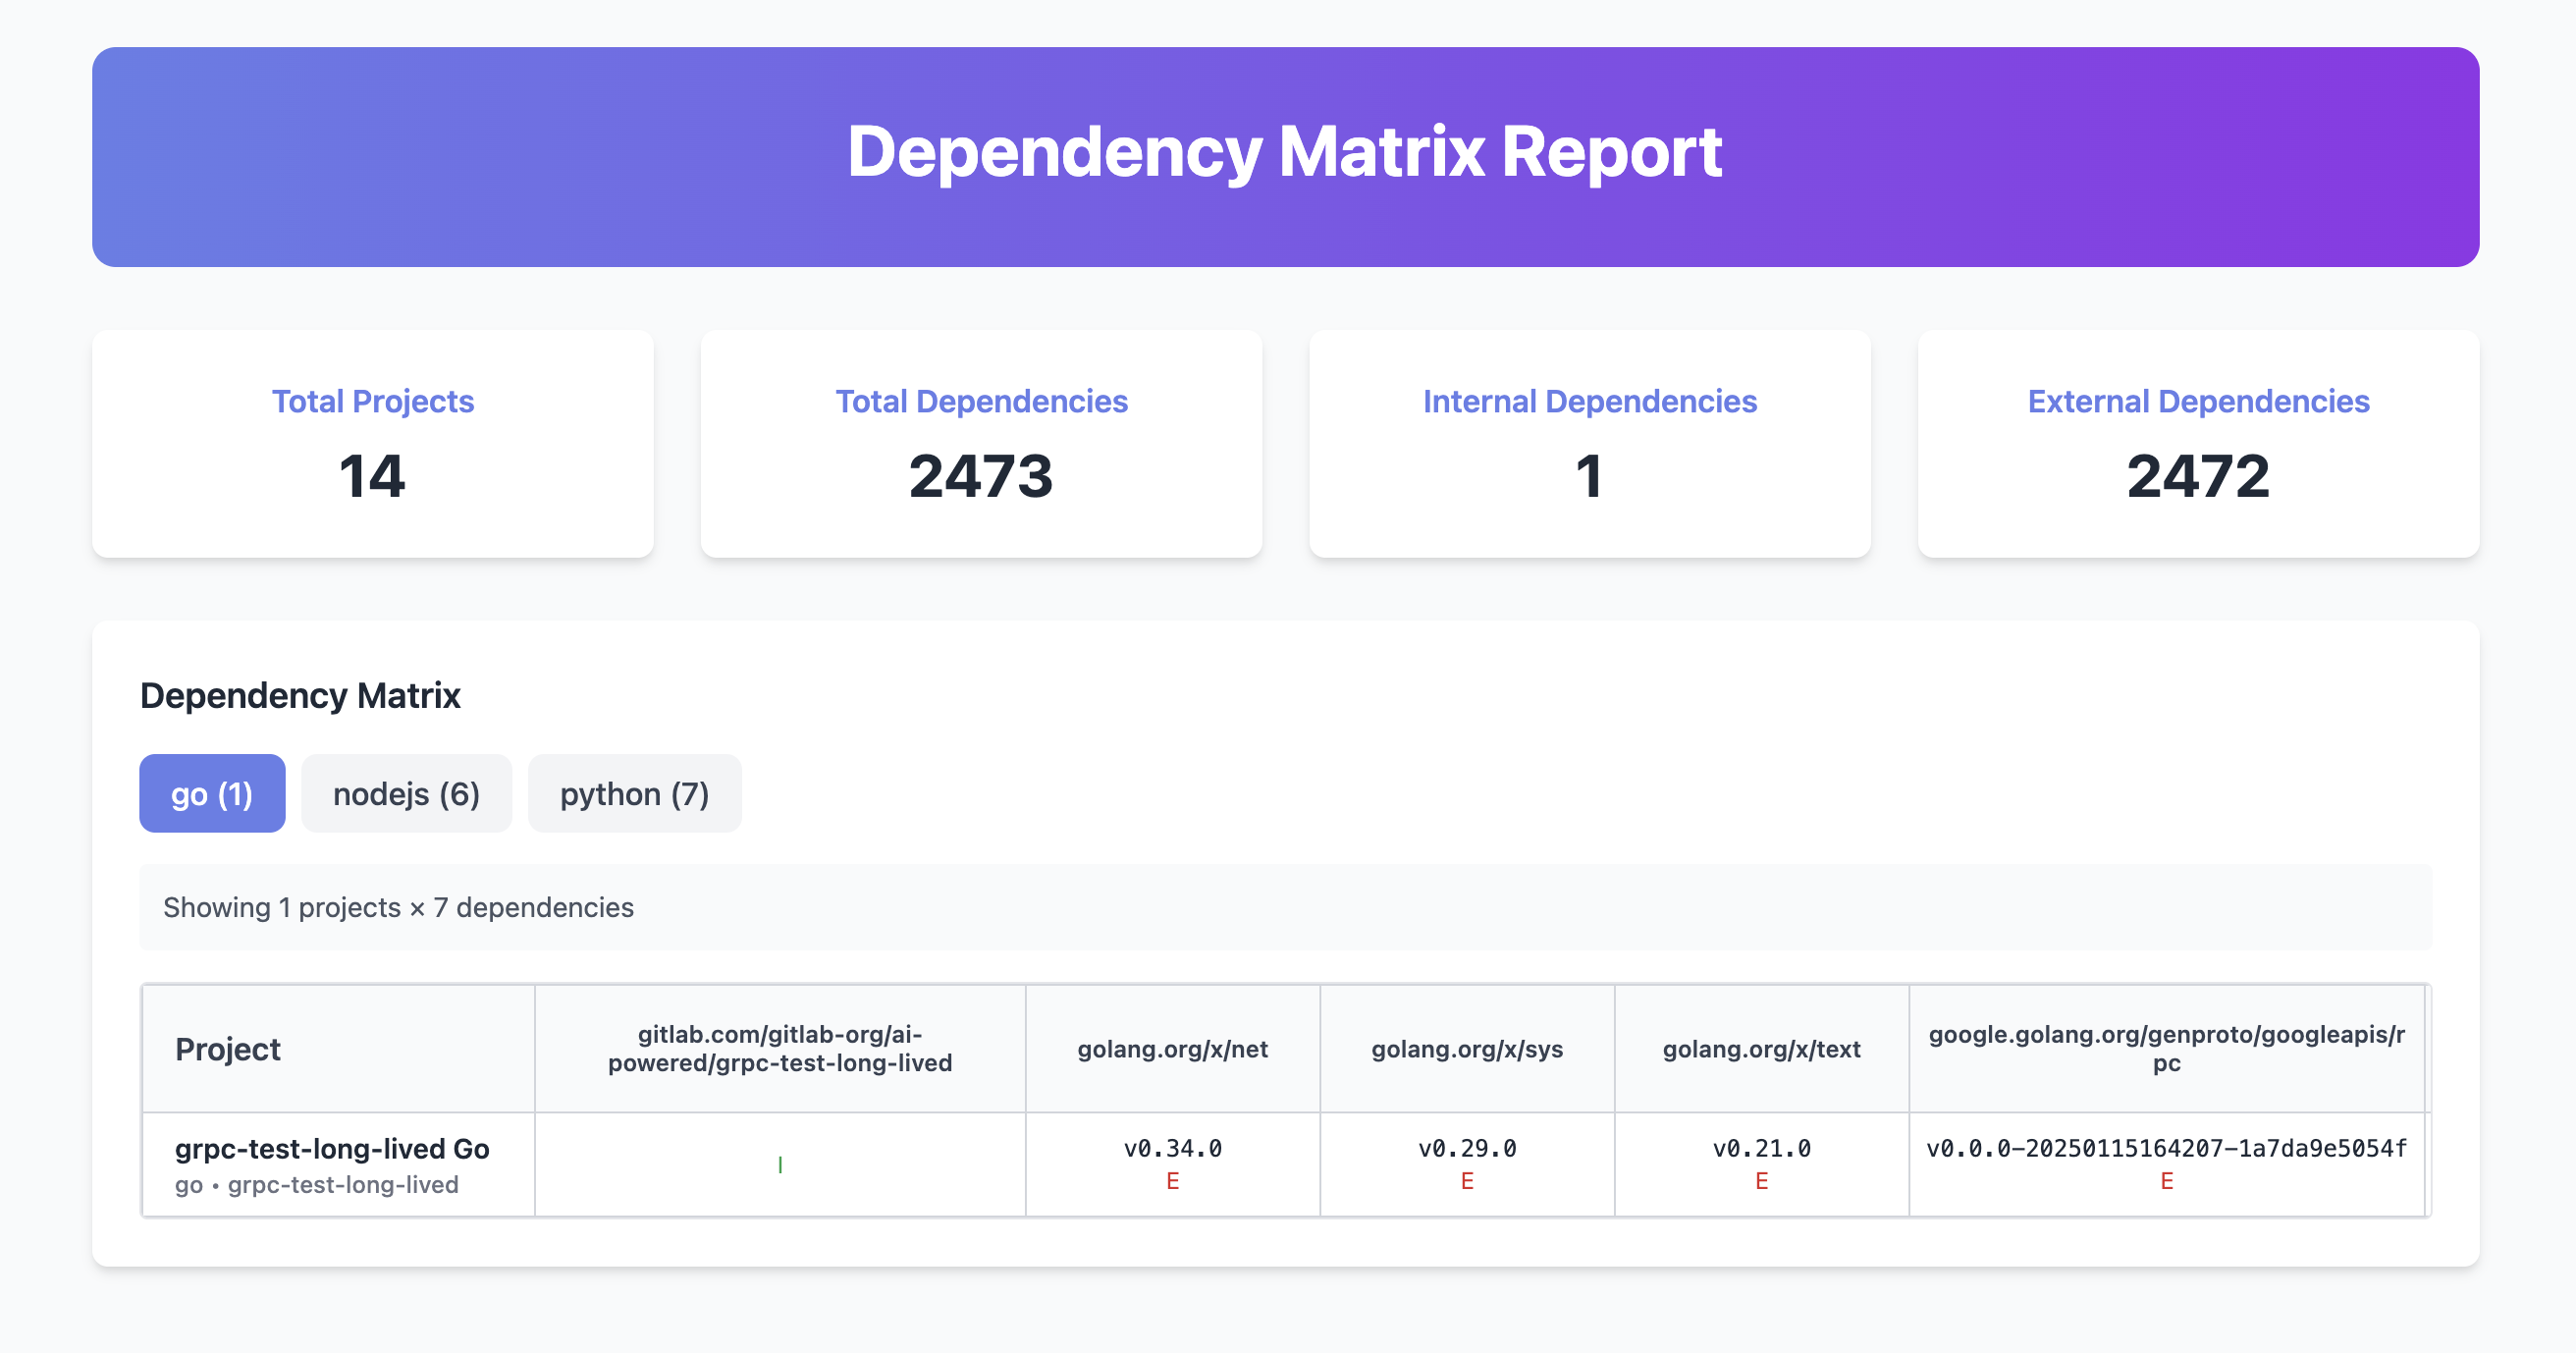 Dependency Matrix Report
Total Projects
14
Total Dependencies
2473
Internal Dependencies
1
External Dependencies
2472
Dependency Matrix
go (1)
nodejs (6)
python (7)
Showing 1 projects × 7 dependencies
Project
gitlab.com/gitlab-org/ai-
powered/grpc-test-long-lived
golang.org/x/net
golang.org/x/sys
golang.org/x/text
google.golang.org/genproto/googleapis/r
pc
grpc-test-long-lived Go
go • grpc-test-long-lived
I
v0.34.0
E
v0.29.0
E
v0.21.0
E
v0.0.0-20250115164207-1a7da9e5054f
E